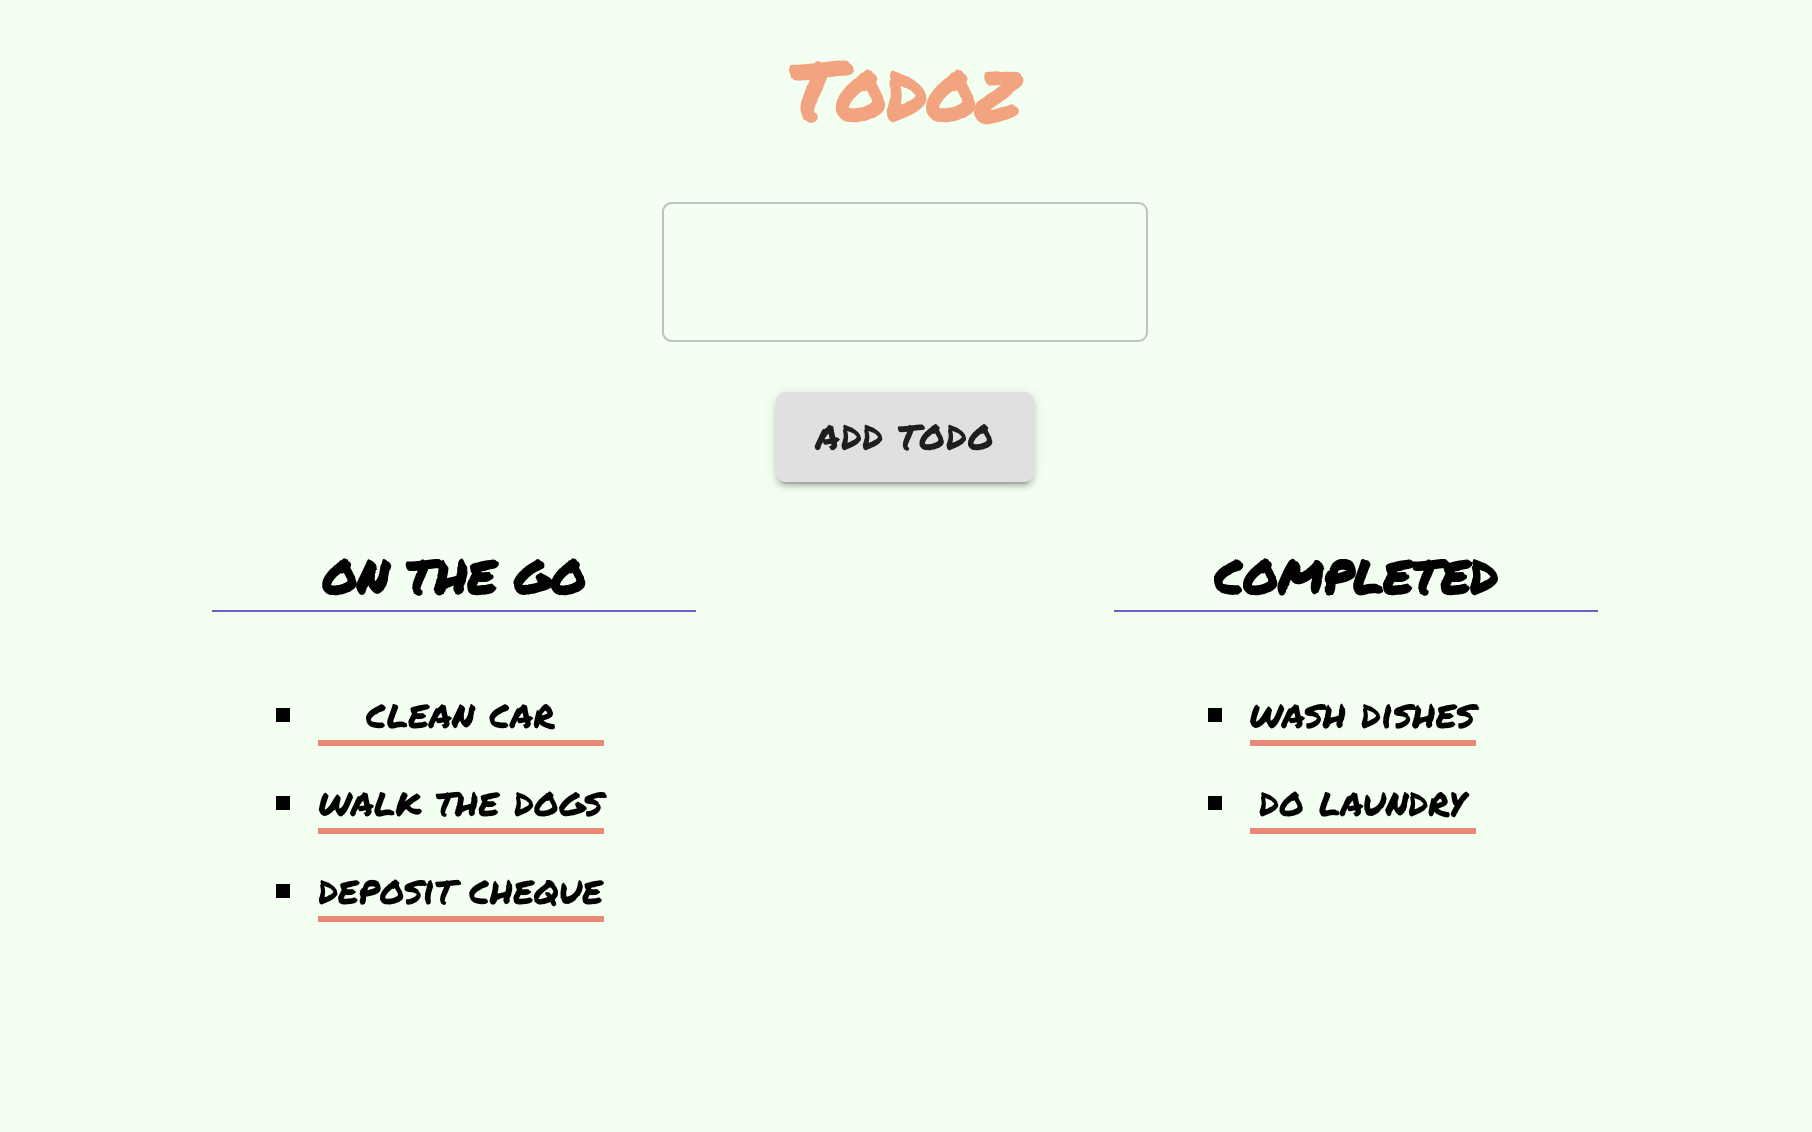 Todoz
ADD TODO
ON THE GO
CLEAN CAR
WALK THE DOGS
DEPOSIT CHEQUE
COMPLETED
WASH DISHES
DO LAUNDRY